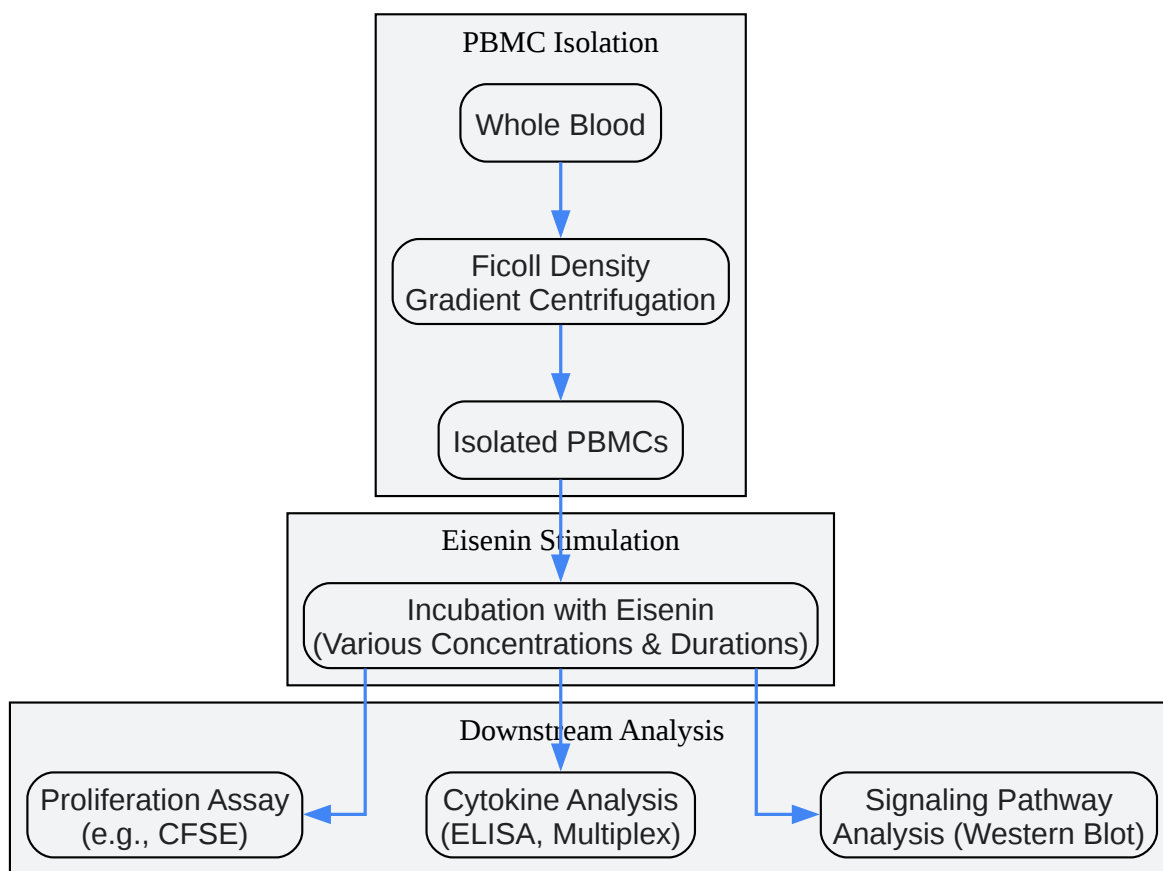 PBMC Isolation
Whole Blood
Ficoll Density
Gradient Centrifugation
Isolated PBMCs
Eisenin Stimulation
Incubation with Eisenin
(Various Concentrations & Durations)
Downstream Analysis
Proliferation Assay
(e.g., CFSE)
Cytokine Analysis
(ELISA, Multiplex)
Signaling Pathway
Analysis (Western Blot)